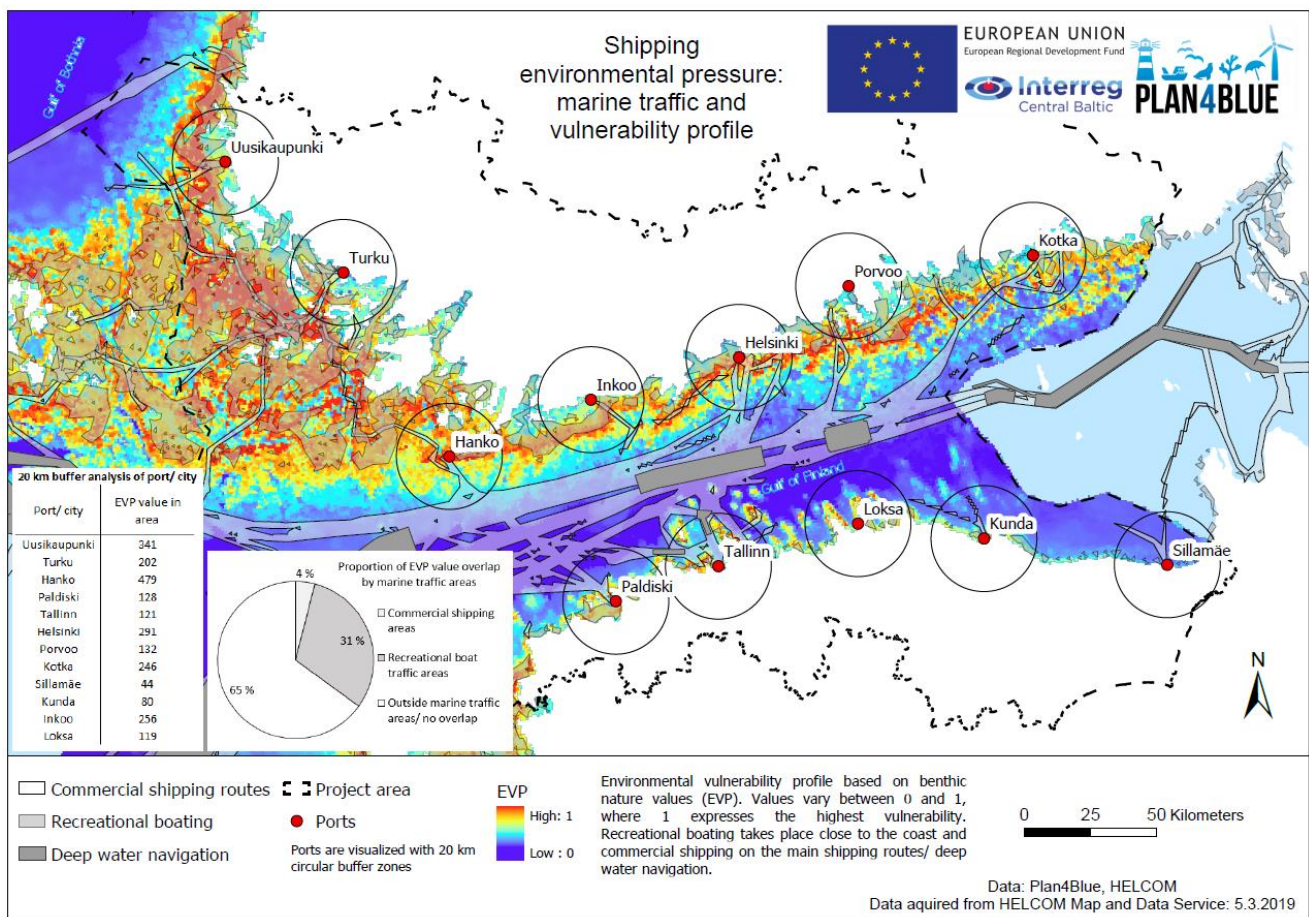 Shipping
environmental pressure:
marine traffic and
vulnerability profile
EUROPEAN UNION
European Regional Development Fund
Interreg
Central Baltic
PLAN4BLUE
Gulf of Bothnia
Uusikaupunki
Turku
Kotka
Porvoo
Helsinki
Inkoo
Hanko
Gulf of Finland
Loksa
Kunda
Tallinn
Sillamäe
Paldiski
N
20 km buffer analysis of port/ city
Port/ city EVP value in
area
Uusikaupunki 341
Turku 202
Hanko 479
Paldiski 128
Tallinn 121
Helsinki 291
Porvoo 132
Kotka 246
Sillamäe 44
Kunda 80
Inkoo 256
Loksa 119
Proportion of EVP value overlap
by marine traffic areas
4 %
31 %
65 %
Commercial shipping
areas
Recreational boat
traffic areas
Outside marine traffic
areas/ no overlap
Commercial shipping routes
Recreational boating
Deep water navigation
Project area
Ports
Ports are visualized with 20 km
circular buffer zones
EVP
High: 1
Low : 0
Environmental vulnerability profile based on benthic
nature values (EVP). Values vary between 0 and 1,
where 1 expresses the highest vulnerability.
Recreational boating takes place close to the coast and
commercial shipping on the main shipping routes/ deep
water navigation.
0 25 50 Kilometers
Data: Plan4Blue, HELCOM
Data aquired from HELCOM Map and Data Service: 5.3.2019